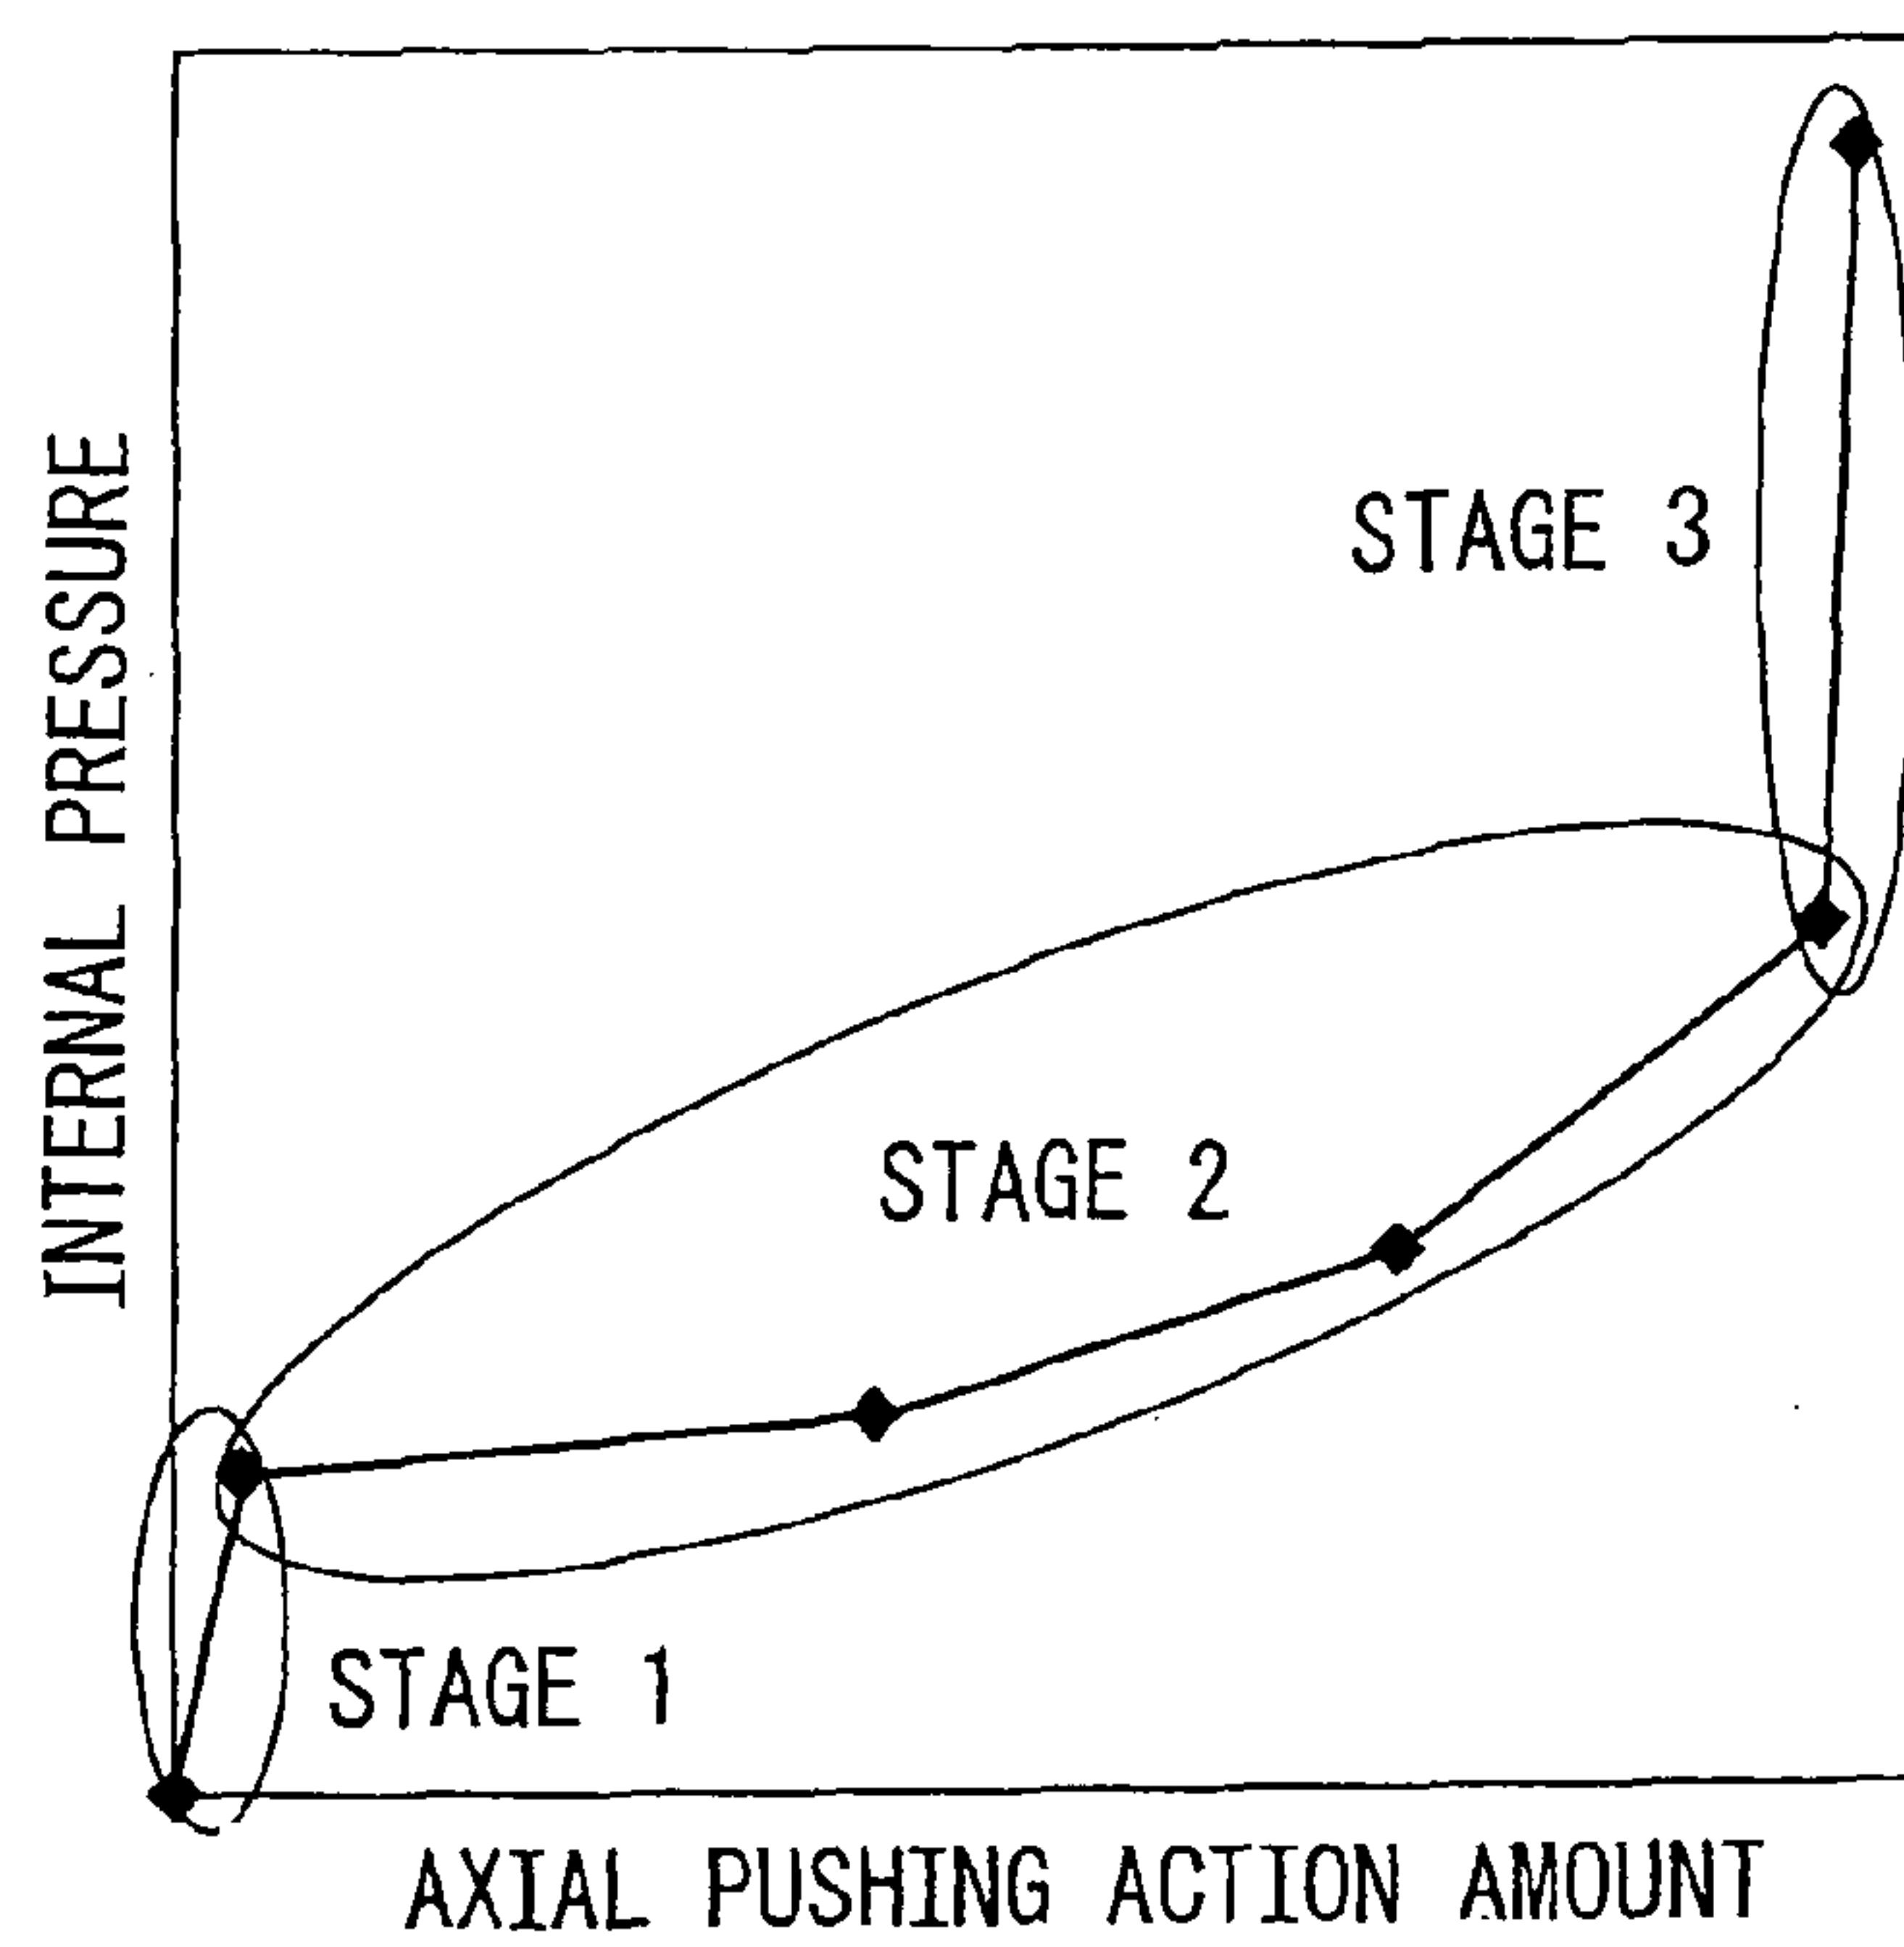 INTERNAL PRESSURE
STAGE 3
STAGE 2
STAGE 1
AXIAL PUSHING ACTION AMOUNT